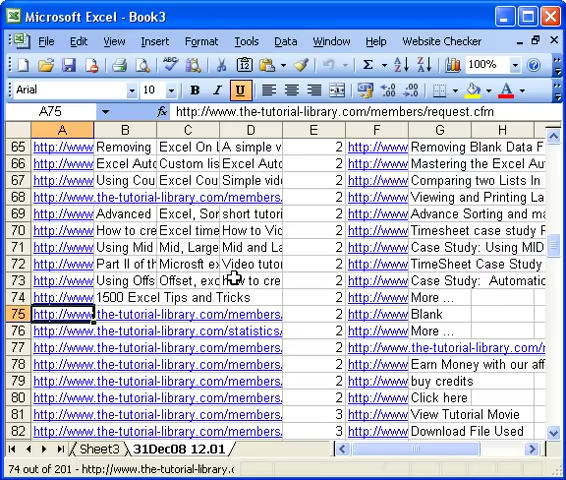 Microsoft Excel - Book3
File Edit View Insert Format Tools Data Window Help Website Checker
100%
Arial 10 B I U
A75 fx http://www.the-tutorial-library.com/members/request.cfm
A B C D E F G H
65 http://www Removing Excel On L A simple v 2 http://www Removing Blank Data F
66 http://www Excel Auto Custom lis Excel Auto 2 http://www Mastering the Excel Au
67 http://www Using Cou Excel Cou Simple vid 2 http://www Comparing two Lists In
68 http://www.the-tutorial-library.com/members. 2 http://www Viewing and Printing La
69 http://www Advanced Excel, Sor short tutori 2 http://www Advance Sorting and ma
70 http://www How to cre Excel time How to Vic 2 http://www Timesheet case study F
71 http://www Using Mid Mid, Large Mid and La 2 http://www Case Study: Using MID
72 http://www Part II of th Microsft ex Video tutor 2 http://www TimeSheet Case Study
73 http://www Using Offs Offset, exc How to cre 2 http://www Case Study: Automatic
74 http://www 1500 Excel Tips and Tricks 2 http://www More ...
75 http://www the-tutorial-library.com/members. 2 http://www Blank
76 http://www.the-tutorial-library.com/statistics/ 2 http://www More ...
77 http://www.the-tutorial-library.com/members. 2 http://www.the-tutorial-library.com/
78 http://www.the-tutorial-library.com/members. 2 http://www Earn Money with our aff
79 http://www.the-tutorial-library.com/members. 2 http://www buy credits
80 http://www.the-tutorial-library.com/members. 2 http://www Click here
81 http://www.the-tutorial-library.com/members. 3 http://www View Tutorial Movie
82 http://www.the-tutorial-library.com/members. 3 http://www Download File Used
Sheet3 31Dec08 12.01
74 out of 201 - http://www.the-tutorial-library.c